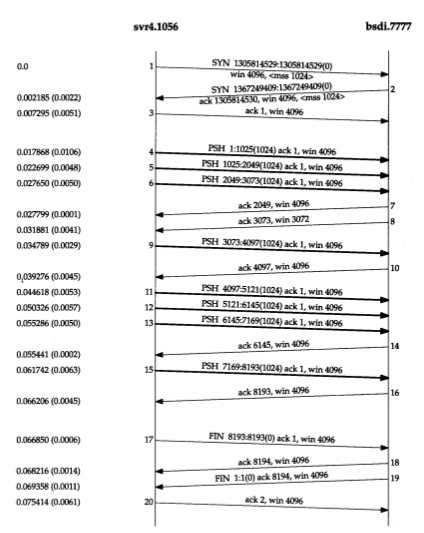 svr4.1056 bsdi.7777
0.0 1 SYN 1305814529:1305814529(0)
win 4096, <mss 1024>
SYN 1367249409:1367249409(0) 2
0.002185 (0.0022) ack 1305814530, win 4096, <mss 1024>
0.007295 (0.0051) 3 ack 1, win 4096
0.017868 (0.0106) 4 PSH 1:1025(1024) ack 1, win 4096
0.022699 (0.0048) 5 PSH 1025:2049(1024) ack 1, win 4096
0.027650 (0.0050) 6 PSH 2049:3073(1024) ack 1, win 4096
ack 2049, win 4096 7
0.027799 (0.0001)
ack 3073, win 3072 8
0.031881 (0.0041)
0.034789 (0.0029) 9 PSH 3073:4097(1024) ack 1, win 4096
ack 4097, win 4096 10
0.039276 (0.0045)
0.044618 (0.0053) 11 PSH 4097:5121(1024) ack 1, win 4096
0.050326 (0.0057) 12 PSH 5121:6145(1024) ack 1, win 4096
0.055286 (0.0050) 13 PSH 6145:7169(1024) ack 1, win 4096
ack 6145, win 4096 14
0.055441 (0.0002)
0.061742 (0.0063) 15 PSH 7169:8193(1024) ack 1, win 4096
ack 8193, win 4096 16
0.066206 (0.0045)
0.066850 (0.0006) 17 FIN 8193:8193(0) ack 1, win 4096
ack 8194, win 4096 18
0.068216 (0.0014)
FIN 1:1(0) ack 8194, win 4096 19
0.069358 (0.0011)
0.075414 (0.0061) 20 ack 2, win 4096